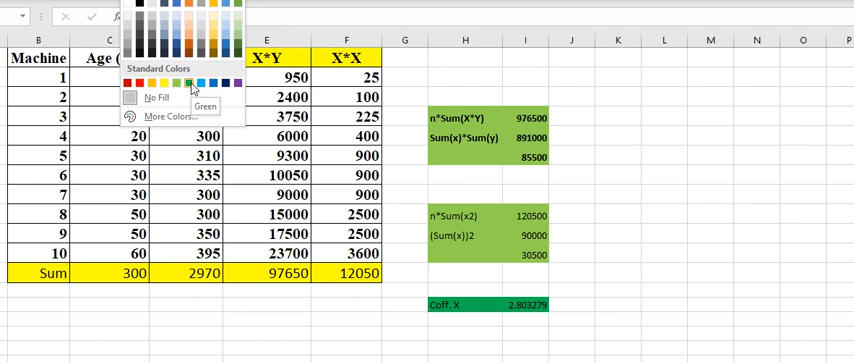 B C E F G H I J K L M N O P
Machine Age ( X*Y X*X
1 950 25
2 2400 100
3 3750 225
4 20 300 6000 400
5 30 310 9300 900
6 30 335 10050 900
7 30 300 9000 900
8 50 300 15000 2500
9 50 350 17500 2500
10 60 395 23700 3600
Sum 300 2970 97650 12050
Standard Colors
No Fill
Green
More Colors...
n*Sum(X*Y) 976500
Sum(x)*Sum(y) 891000
85500
n*Sum(x2) 120500
(Sum(x))2 90000
30500
Coff. X 2.803279